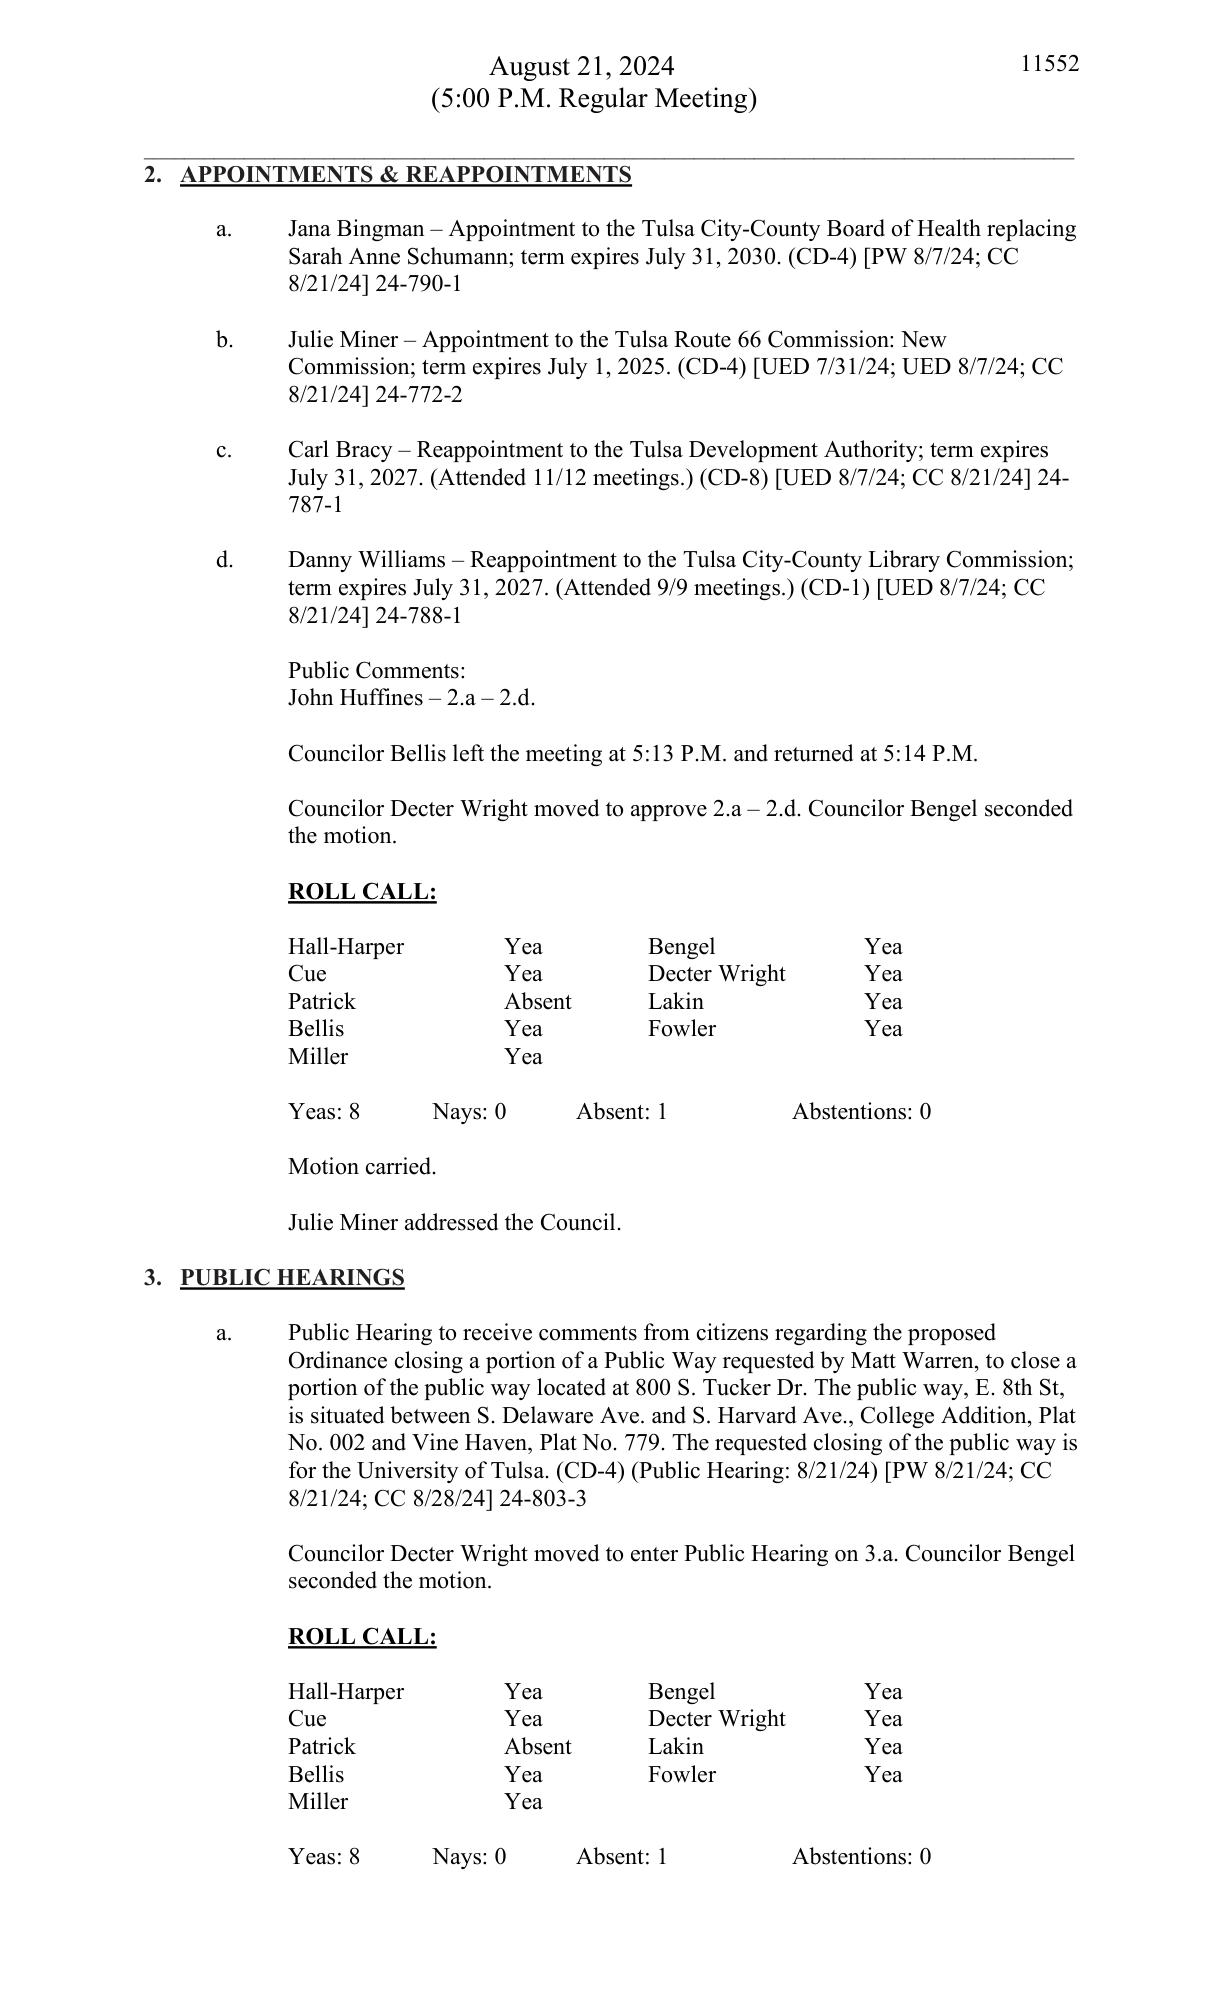 August 21, 2024
11552
(5:00 P.M. Regular Meeting)
2. APPOINTMENTS & REAPPOINTMENTS
a. Jana Bingman – Appointment to the Tulsa City-County Board of Health replacing
Sarah Anne Schumann; term expires July 31, 2030. (CD-4) [PW 8/7/24; CC
8/21/24] 24-790-1
b. Julie Miner – Appointment to the Tulsa Route 66 Commission: New
Commission; term expires July 1, 2025. (CD-4) [UED 7/31/24; UED 8/7/24; CC
8/21/24] 24-772-2
c. Carl Bracy – Reappointment to the Tulsa Development Authority; term expires
July 31, 2027. (Attended 11/12 meetings.) (CD-8) [UED 8/7/24; CC 8/21/24] 24-
787-1
d. Danny Williams – Reappointment to the Tulsa City-County Library Commission;
term expires July 31, 2027. (Attended 9/9 meetings.) (CD-1) [UED 8/7/24; CC
8/21/24] 24-788-1
Public Comments:
John Huffines – 2.a – 2.d.
Councilor Bellis left the meeting at 5:13 P.M. and returned at 5:14 P.M.
Councilor Decter Wright moved to approve 2.a – 2.d. Councilor Bengel seconded
the motion.
ROLL CALL:
Hall-Harper Yea Bengel Yea
Cue Yea Decter Wright Yea
Patrick Absent Lakin Yea
Bellis Yea Fowler Yea
Miller Yea
Yeas: 8 Nays: 0 Absent: 1 Abstentions: 0
Motion carried.
Julie Miner addressed the Council.
3. PUBLIC HEARINGS
a. Public Hearing to receive comments from citizens regarding the proposed
Ordinance closing a portion of a Public Way requested by Matt Warren, to close a
portion of the public way located at 800 S. Tucker Dr. The public way, E. 8th St,
is situated between S. Delaware Ave. and S. Harvard Ave., College Addition, Plat
No. 002 and Vine Haven, Plat No. 779. The requested closing of the public way is
for the University of Tulsa. (CD-4) (Public Hearing: 8/21/24) [PW 8/21/24; CC
8/21/24; CC 8/28/24] 24-803-3
Councilor Decter Wright moved to enter Public Hearing on 3.a. Councilor Bengel
seconded the motion.
ROLL CALL:
Hall-Harper Yea Bengel Yea
Cue Yea Decter Wright Yea
Patrick Absent Lakin Yea
Bellis Yea Fowler Yea
Miller Yea
Yeas: 8 Nays: 0 Absent: 1 Abstentions: 0